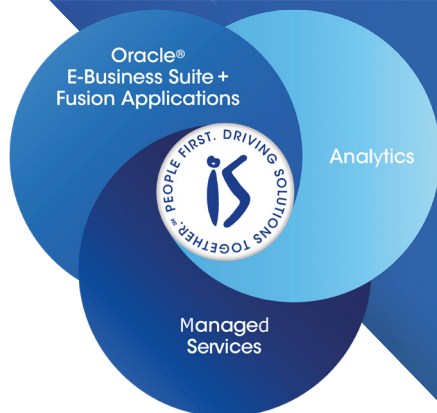 Oracle®
E-Business Suite +
Fusion Applications
Analytics
PEOPLE FIRST. DRIVING SOLUTIONS TOGETHER.℠
is
Managed
Services